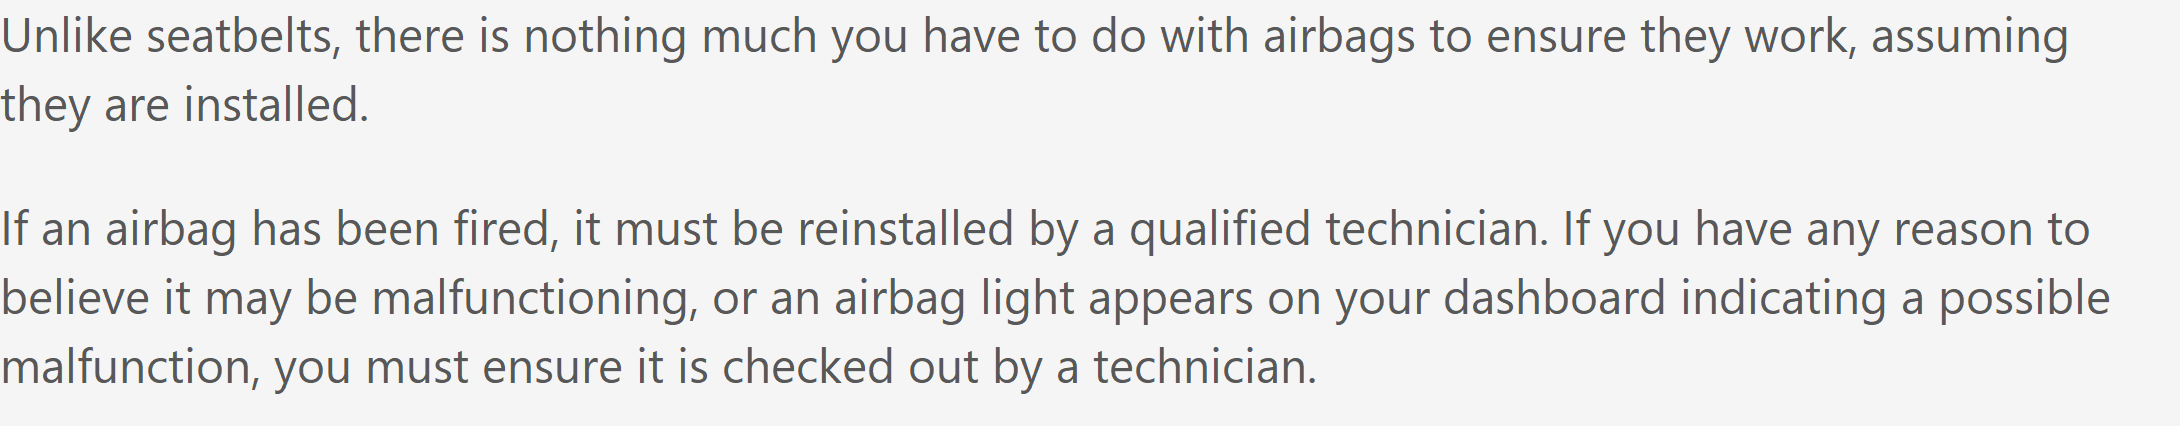 Unlike seatbelts, there is nothing much you have to do with airbags to ensure they work, assuming
they are installed.
If an airbag has been fired, it must be reinstalled by a qualified technician. If you have any reason to
believe it may be malfunctioning, or an airbag light appears on your dashboard indicating a possible
malfunction, you must ensure it is checked out by a technician.